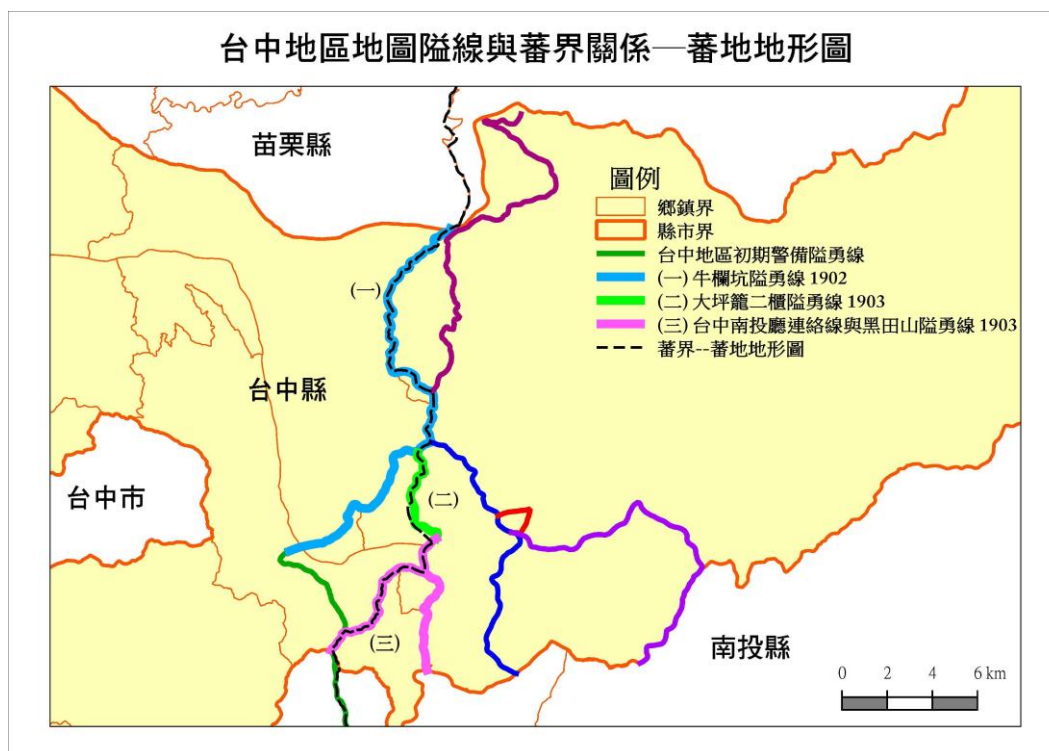 台中地區地圖隘線與蕃界關係─蕃地地形圖
苗栗縣
圖例
鄉鎮界
縣市界
台中地區初期警備隘勇線
(一) 牛欄坑隘勇線 1902
(二) 大坪籠二櫃隘勇線 1903
(三) 台中南投廳連絡線與黑田山隘勇線 1903
蕃界--蕃地地形圖
(一)
台中縣
台中市
(二)
(三)
南投縣
0 2 4 6 km